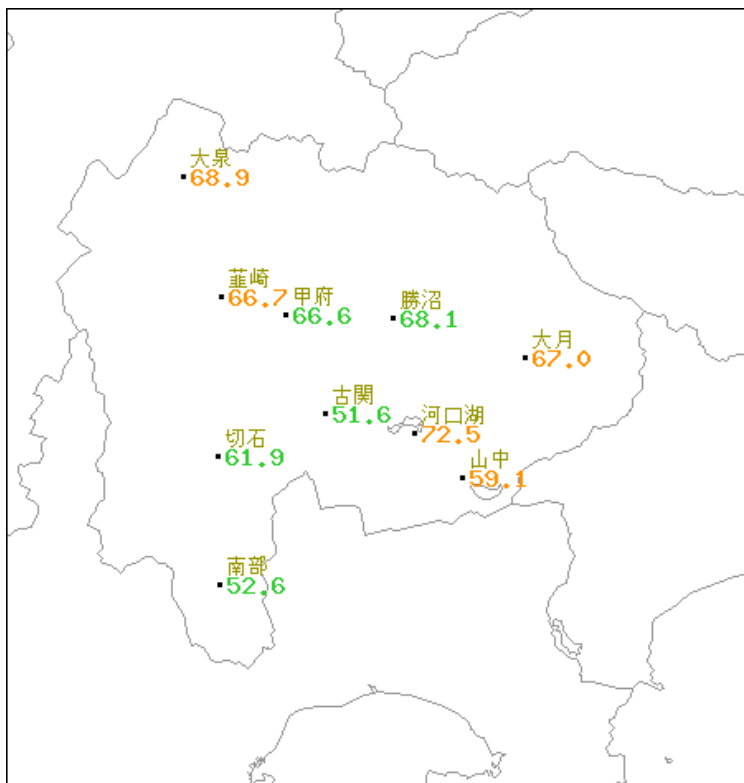 大泉
68.9
韮崎
66.7
甲府
66.6
勝沼
68.1
大月
67.0
古関
51.6
河口湖
72.5
切石
61.9
山中
59.1
南部
52.6